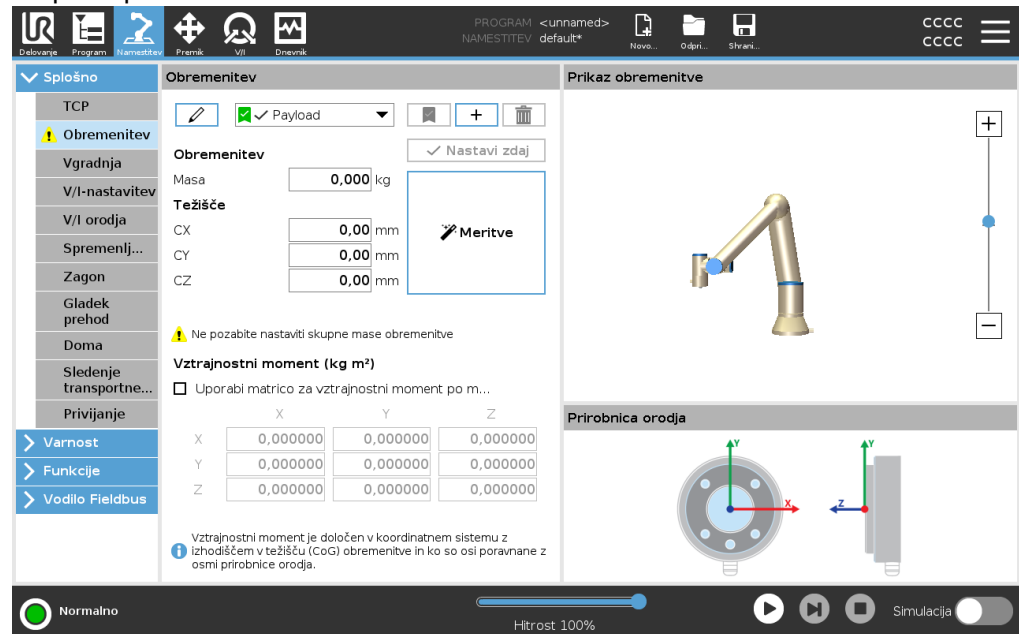 UR
PROGRAM <unnamed>
NAMESTITEV default*
cccc
cccc
Delovanje Program Namestitev Premik V/I Dnevnik Novo... Odpri... Shrani...
Splošno
TCP
Obremenitev
Vgradnja
V/I-nastavitev
V/I orodja
Spremenlj...
Zagon
Gladek
prehod
Doma
Sledenje
transportne...
Privijanje
Varnost
Funkcije
Vodilo Fieldbus
Obremenitev
Payload
Nastavi zdaj
Obremenitev
Masa 0,000 kg
Težišče
CX 0,00 mm
CY 0,00 mm
CZ 0,00 mm
Meritve
Ne pozabite nastaviti skupne mase obremenitve
Vztrajnostni moment (kg m²)
Uporabi matrico za vztrajnostni moment po m...
X Y Z
X 0,000000 0,000000 0,000000
Y 0,000000 0,000000 0,000000
Z 0,000000 0,000000 0,000000
Vztrajnostni moment je določen v koordinatnem sistemu z
izhodiščem v težišču (CoG) obremenitve in ko so osi poravnane z
osmi prirobnice orodja.
Prikaz obremenitve
Prirobnica orodja
Y
X
Y
Z
Normalno
Hitrost 100%
Simulacija